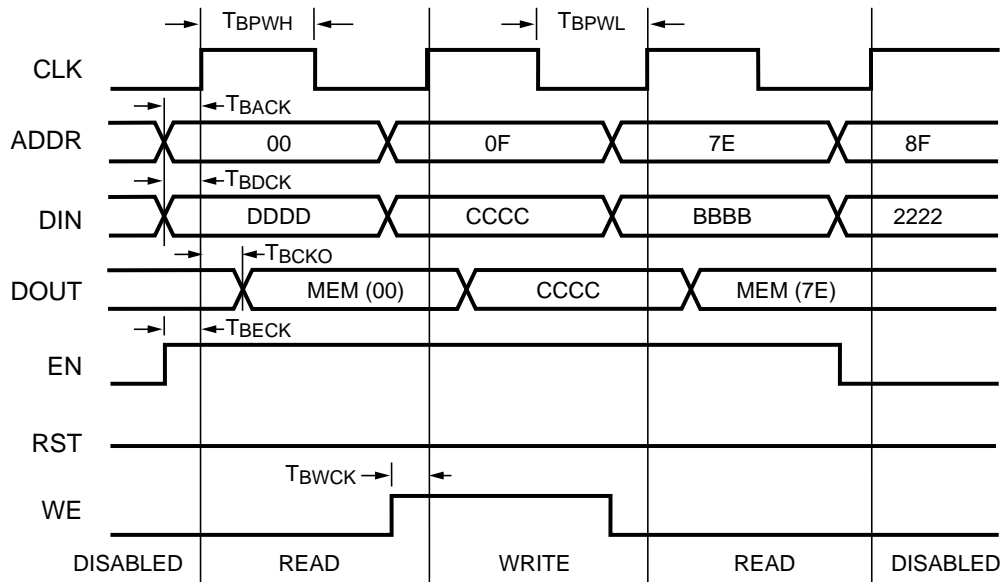 TBPWH TBPWL
CLK
TBACK
ADDR 00 0F 7E 8F
TBDCK
DIN DDDD CCCC BBBB 2222
TBCKO
DOUT MEM (00) CCCC MEM (7E)
TBECK
EN
RST
TBWCK
WE
DISABLED READ WRITE READ DISABLED